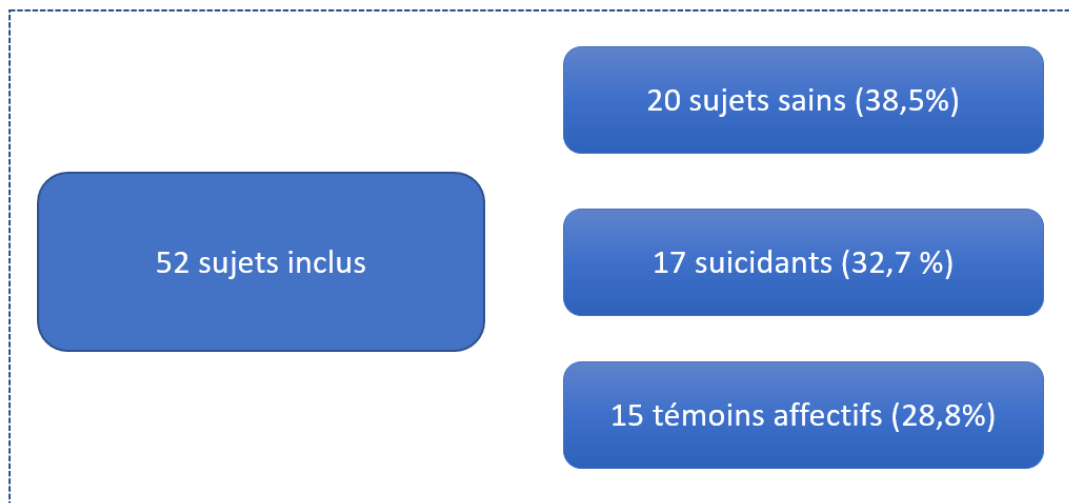 52 sujets inclus
20 sujets sains (38,5%)
17 suicidants (32,7 %)
15 témoins affectifs (28,8%)